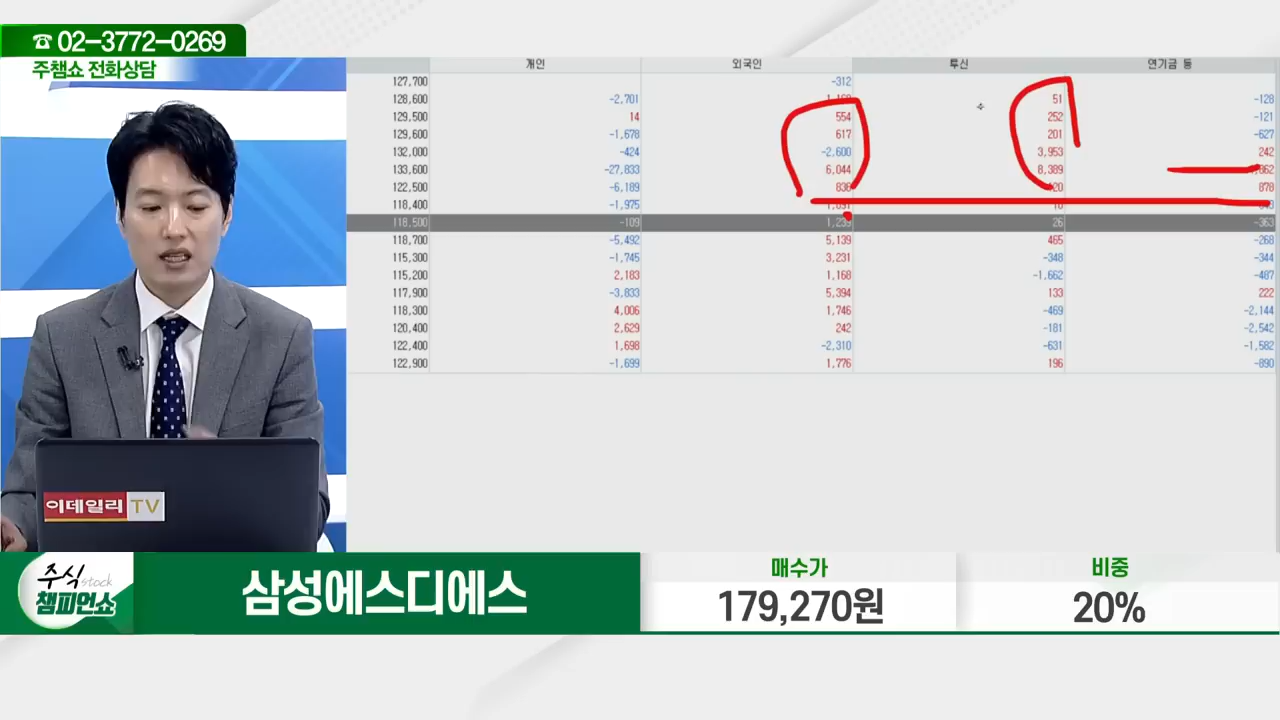 ☎ 02-3772-0269
주챔쇼 전화상담
개인 외국인 투신 연기금 등
127,700 -312
128,600 -2,701 51 -128
129,500 14 554 252 -121
129,600 -1,678 617 201 -627
132,000 -424 -2,600 3,953 242
133,600 -27,833 6,044 8,389
122,500 -6,189 836 878
118,400 -1,975
118,500 -109 1,239 26 -363
118,700 -5,492 5,139 465 -268
115,300 -1,745 3,231 -348 -344
115,200 2,183 1,168 -1,662 -487
117,900 -3,833 5,394 133 222
118,300 4,006 1,746 -469 -2,144
120,400 2,629 242 -181 -2,542
122,400 1,698 -2,310 -631 -1,582
122,900 -1,699 1,776 196 -890
이데일리 TV
주식 stock
챔피언쇼
삼성에스디에스
매수가
179,270원
비중
20%